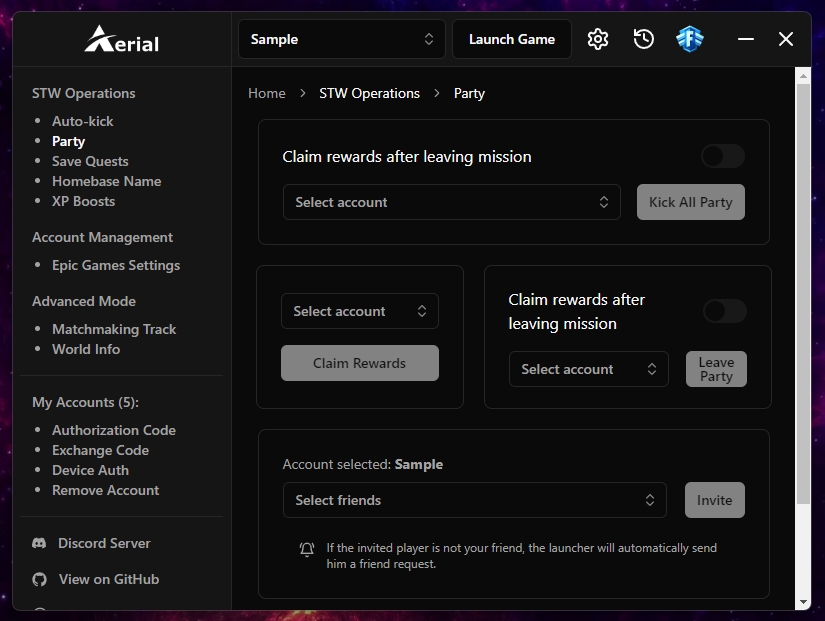 Aerial
Sample
Launch Game
STW Operations
Auto-kick
Party
Save Quests
Homebase Name
XP Boosts
Account Management
Epic Games Settings
Advanced Mode
Matchmaking Track
World Info
My Accounts (5):
Authorization Code
Exchange Code
Device Auth
Remove Account
Discord Server
View on GitHub
Home > STW Operations > Party
Claim rewards after leaving mission
Select account
Kick All Party
Select account
Claim Rewards
Claim rewards after
leaving mission
Select account
Leave
Party
Account selected: Sample
Select friends
Invite
If the invited player is not your friend, the launcher will automatically send
him a friend request.